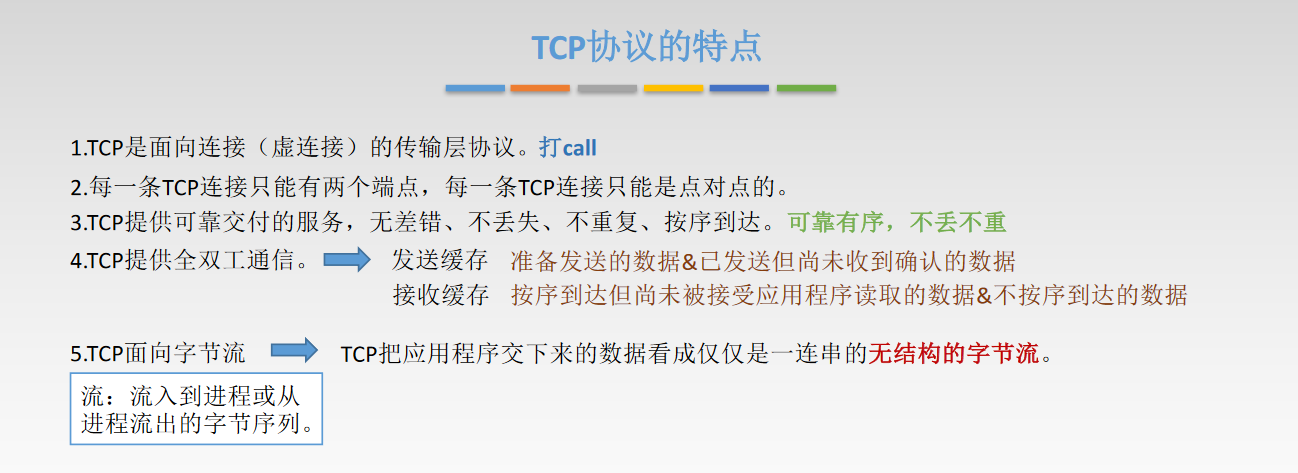 TCP协议的特点
1.TCP是面向连接（虚连接）的传输层协议。打call
2.每一条TCP连接只能有两个端点，每一条TCP连接只能是点对点的。
3.TCP提供可靠交付的服务，无差错、不丢失、不重复、按序到达。可靠有序，不丢不重
4.TCP提供全双工通信。 发送缓存 准备发送的数据&已发送但尚未收到确认的数据
接收缓存 按序到达但尚未被接受应用程序读取的数据&不按序到达的数据
5.TCP面向字节流 TCP把应用程序交下来的数据看成仅仅是一连串的无结构的字节流。
流：流入到进程或从
进程流出的字节序列。